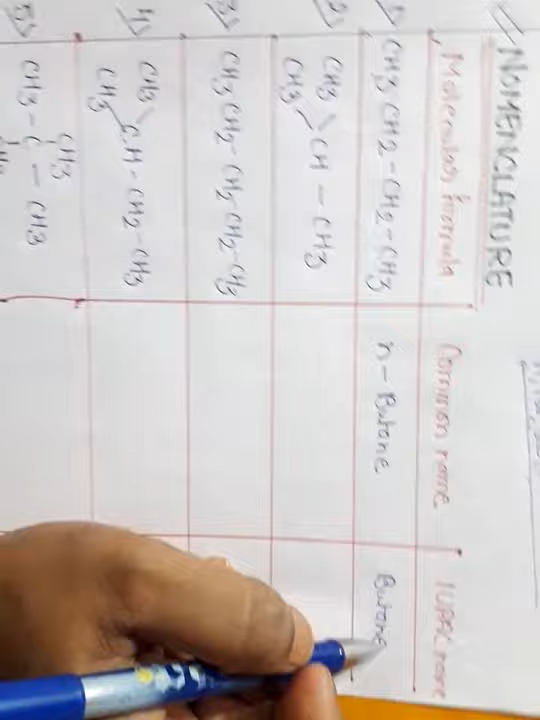 NOMENCLATURE
Molecular formula Common name IUPAC name
1) CH3 CH2 - CH2 - CH3 n - Butane Butane
2) CH3
CH - CH3
CH3
3) CH3 CH2 - CH2 CH2 - CH3
4) CH3
CH - CH2 - CH3
CH3
5) CH3
CH3 - C - CH3